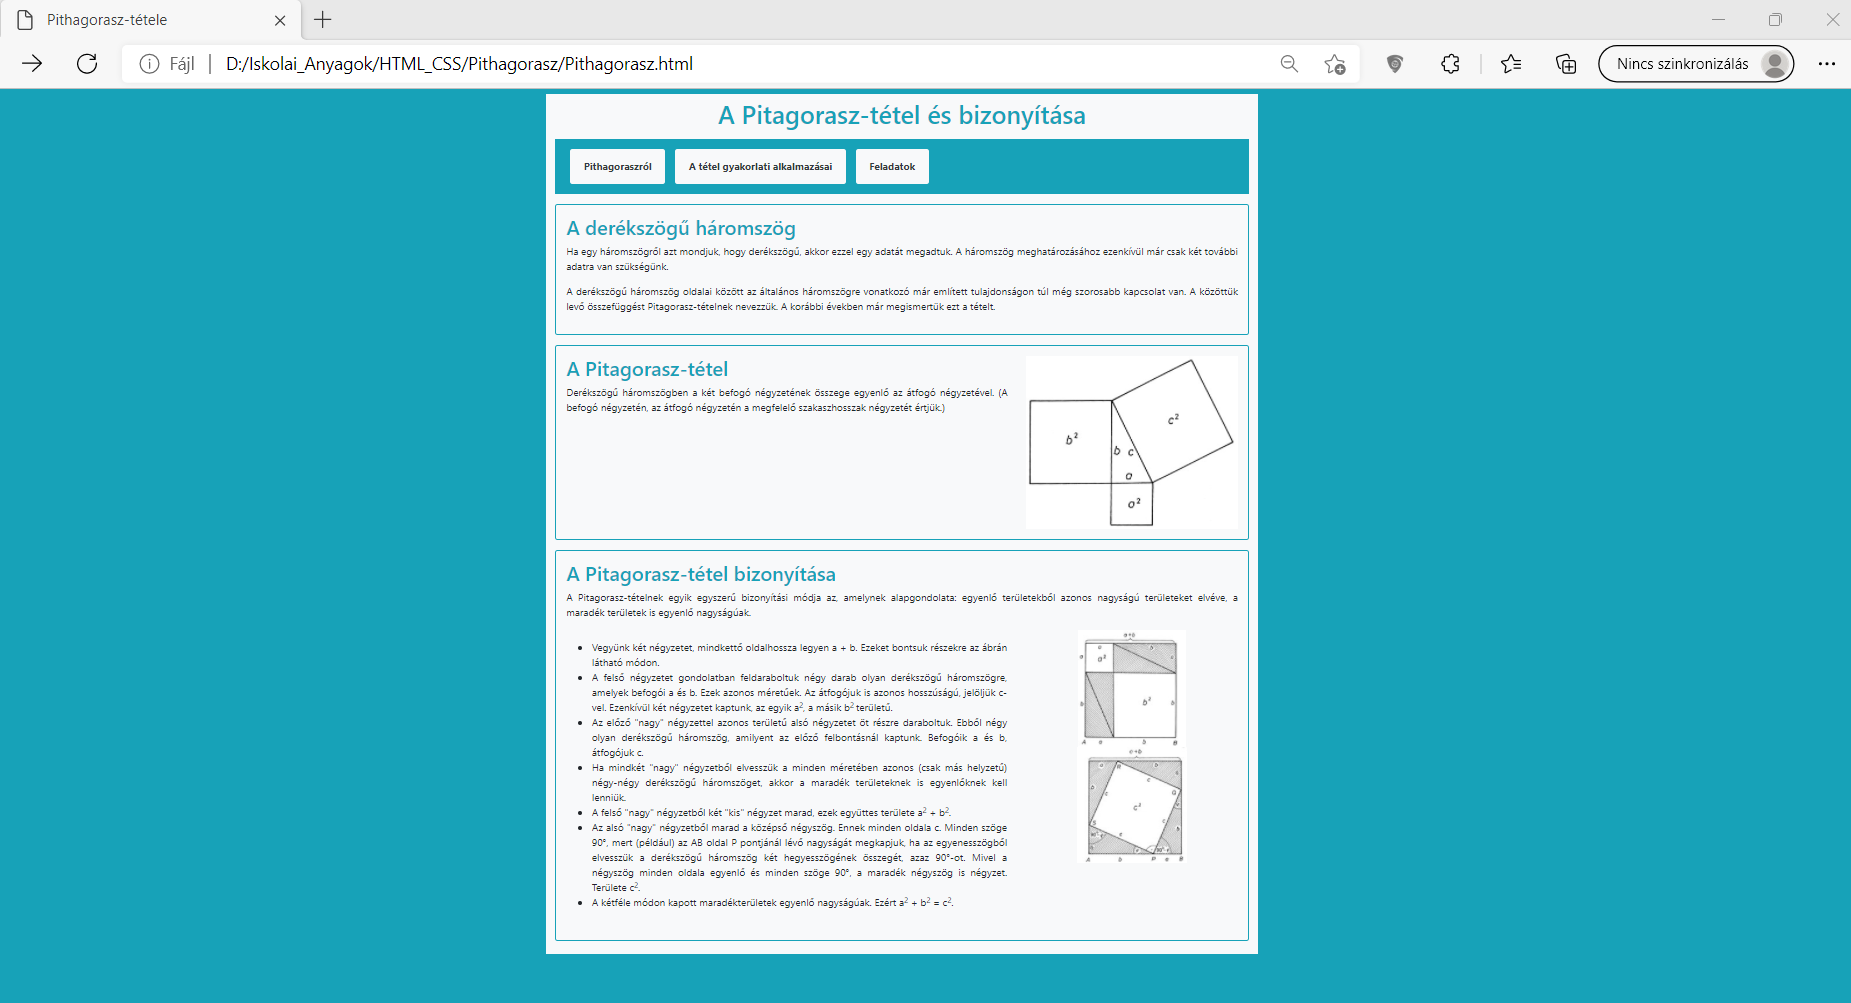 Pithagorasz-tétele
Fájl
D:/Iskolai_Anyagok/HTML_CSS/Pithagorasz/Pithagorasz.html
Nincs szinkronizálás
A Pitagorasz-tétel és bizonyítása
Pithagoraszról
A tétel gyakorlati alkalmazásai
Feladatok
A derékszögű háromszög
Ha egy háromszögről azt mondjuk, hogy derékszögű, akkor ezzel egy adatát megadtuk. A háromszög meghatározásához ezenkívül már csak két további
adatra van szükségünk.
A derékszögű háromszög oldalai között az általános háromszögre vonatkozó már említett tulajdonságon túl még szorosabb kapcsolat van. A közöttük
levő összefüggést Pitagorasz-tételnek nevezzük. A korábbi években már megismertük ezt a tételt.
A Pitagorasz-tétel
Derékszögű háromszögben a két befogó négyzetének összege egyenlő az átfogó négyzetével. (A
befogó négyzetén, az átfogó négyzetén a megfelelő szakaszhosszak négyzetét értjük.)
b²
c²
b c
a
a²
A Pitagorasz-tétel bizonyítása
A Pitagorasz-tételnek egyik egyszerű bizonyítási módja az, amelynek alapgondolata: egyenlő területekből azonos nagyságú területeket elvéve, a
maradék területek is egyenlő nagyságúak.
Vegyünk két négyzetet, mindkettő oldalhossza legyen a + b. Ezeket bontsuk részekre az ábrán
látható módon.
A felső négyzetet gondolatban feldaraboltuk négy darab olyan derékszögű háromszögre,
amelyek befogói a és b. Ezek azonos méretűek. Az átfogójuk is azonos hosszúságú, jelöljük c-
vel. Ezenkívül két négyzetet kaptunk, az egyik a², a másik b² területű.
Az előző "nagy" négyzettel azonos területű alsó négyzetet öt részre daraboltuk. Ebből négy
olyan derékszögű háromszög, amilyent az előző felbontásnál kaptunk. Befogóik a és b,
átfogójuk c.
Ha mindkét "nagy" négyzetből elvesszük a minden méretében azonos (csak más helyzetű)
négy-négy derékszögű háromszöget, akkor a maradék területeknek is egyenlőknek kell
lenniük.
A felső "nagy" négyzetből két "kis" négyzet marad, ezek együttes területe a² + b².
Az alsó "nagy" négyzetből marad a középső négyszög. Ennek minden oldala c. Minden szöge
90°, mert (például) az AB oldal P pontjánál lévő nagyságát megkapjuk, ha az egyenesszögből
elvesszük a derékszögű háromszög két hegyesszögének összegét, azaz 90°-ot. Mivel a
négyszög minden oldala egyenlő és minden szöge 90°, a maradék négyszög is négyzet.
Területe c².
A kétféle módon kapott maradékterületek egyenlő nagyságúak. Ezért a² + b² = c².
a+b
a b
a a² c
b b² b
A a b B
a+b
a R b
c Q
c²
S c
A b P a B